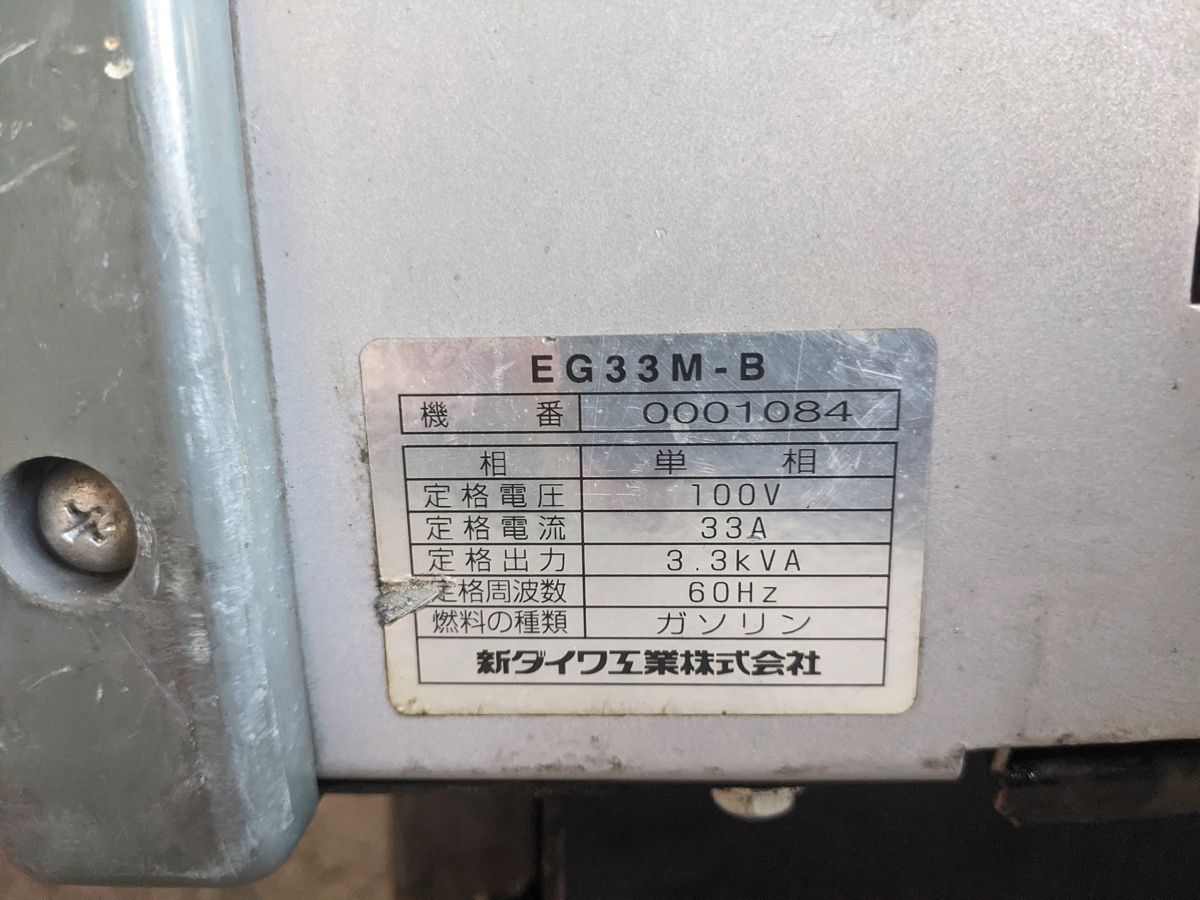 EG33M-B
機番 0001084
相 単相
定格電圧 100V
定格電流 33A
定格出力 3.3kVA
定格周波数 60Hz
燃料の種類 ガソリン
新ダイワ工業株式会社